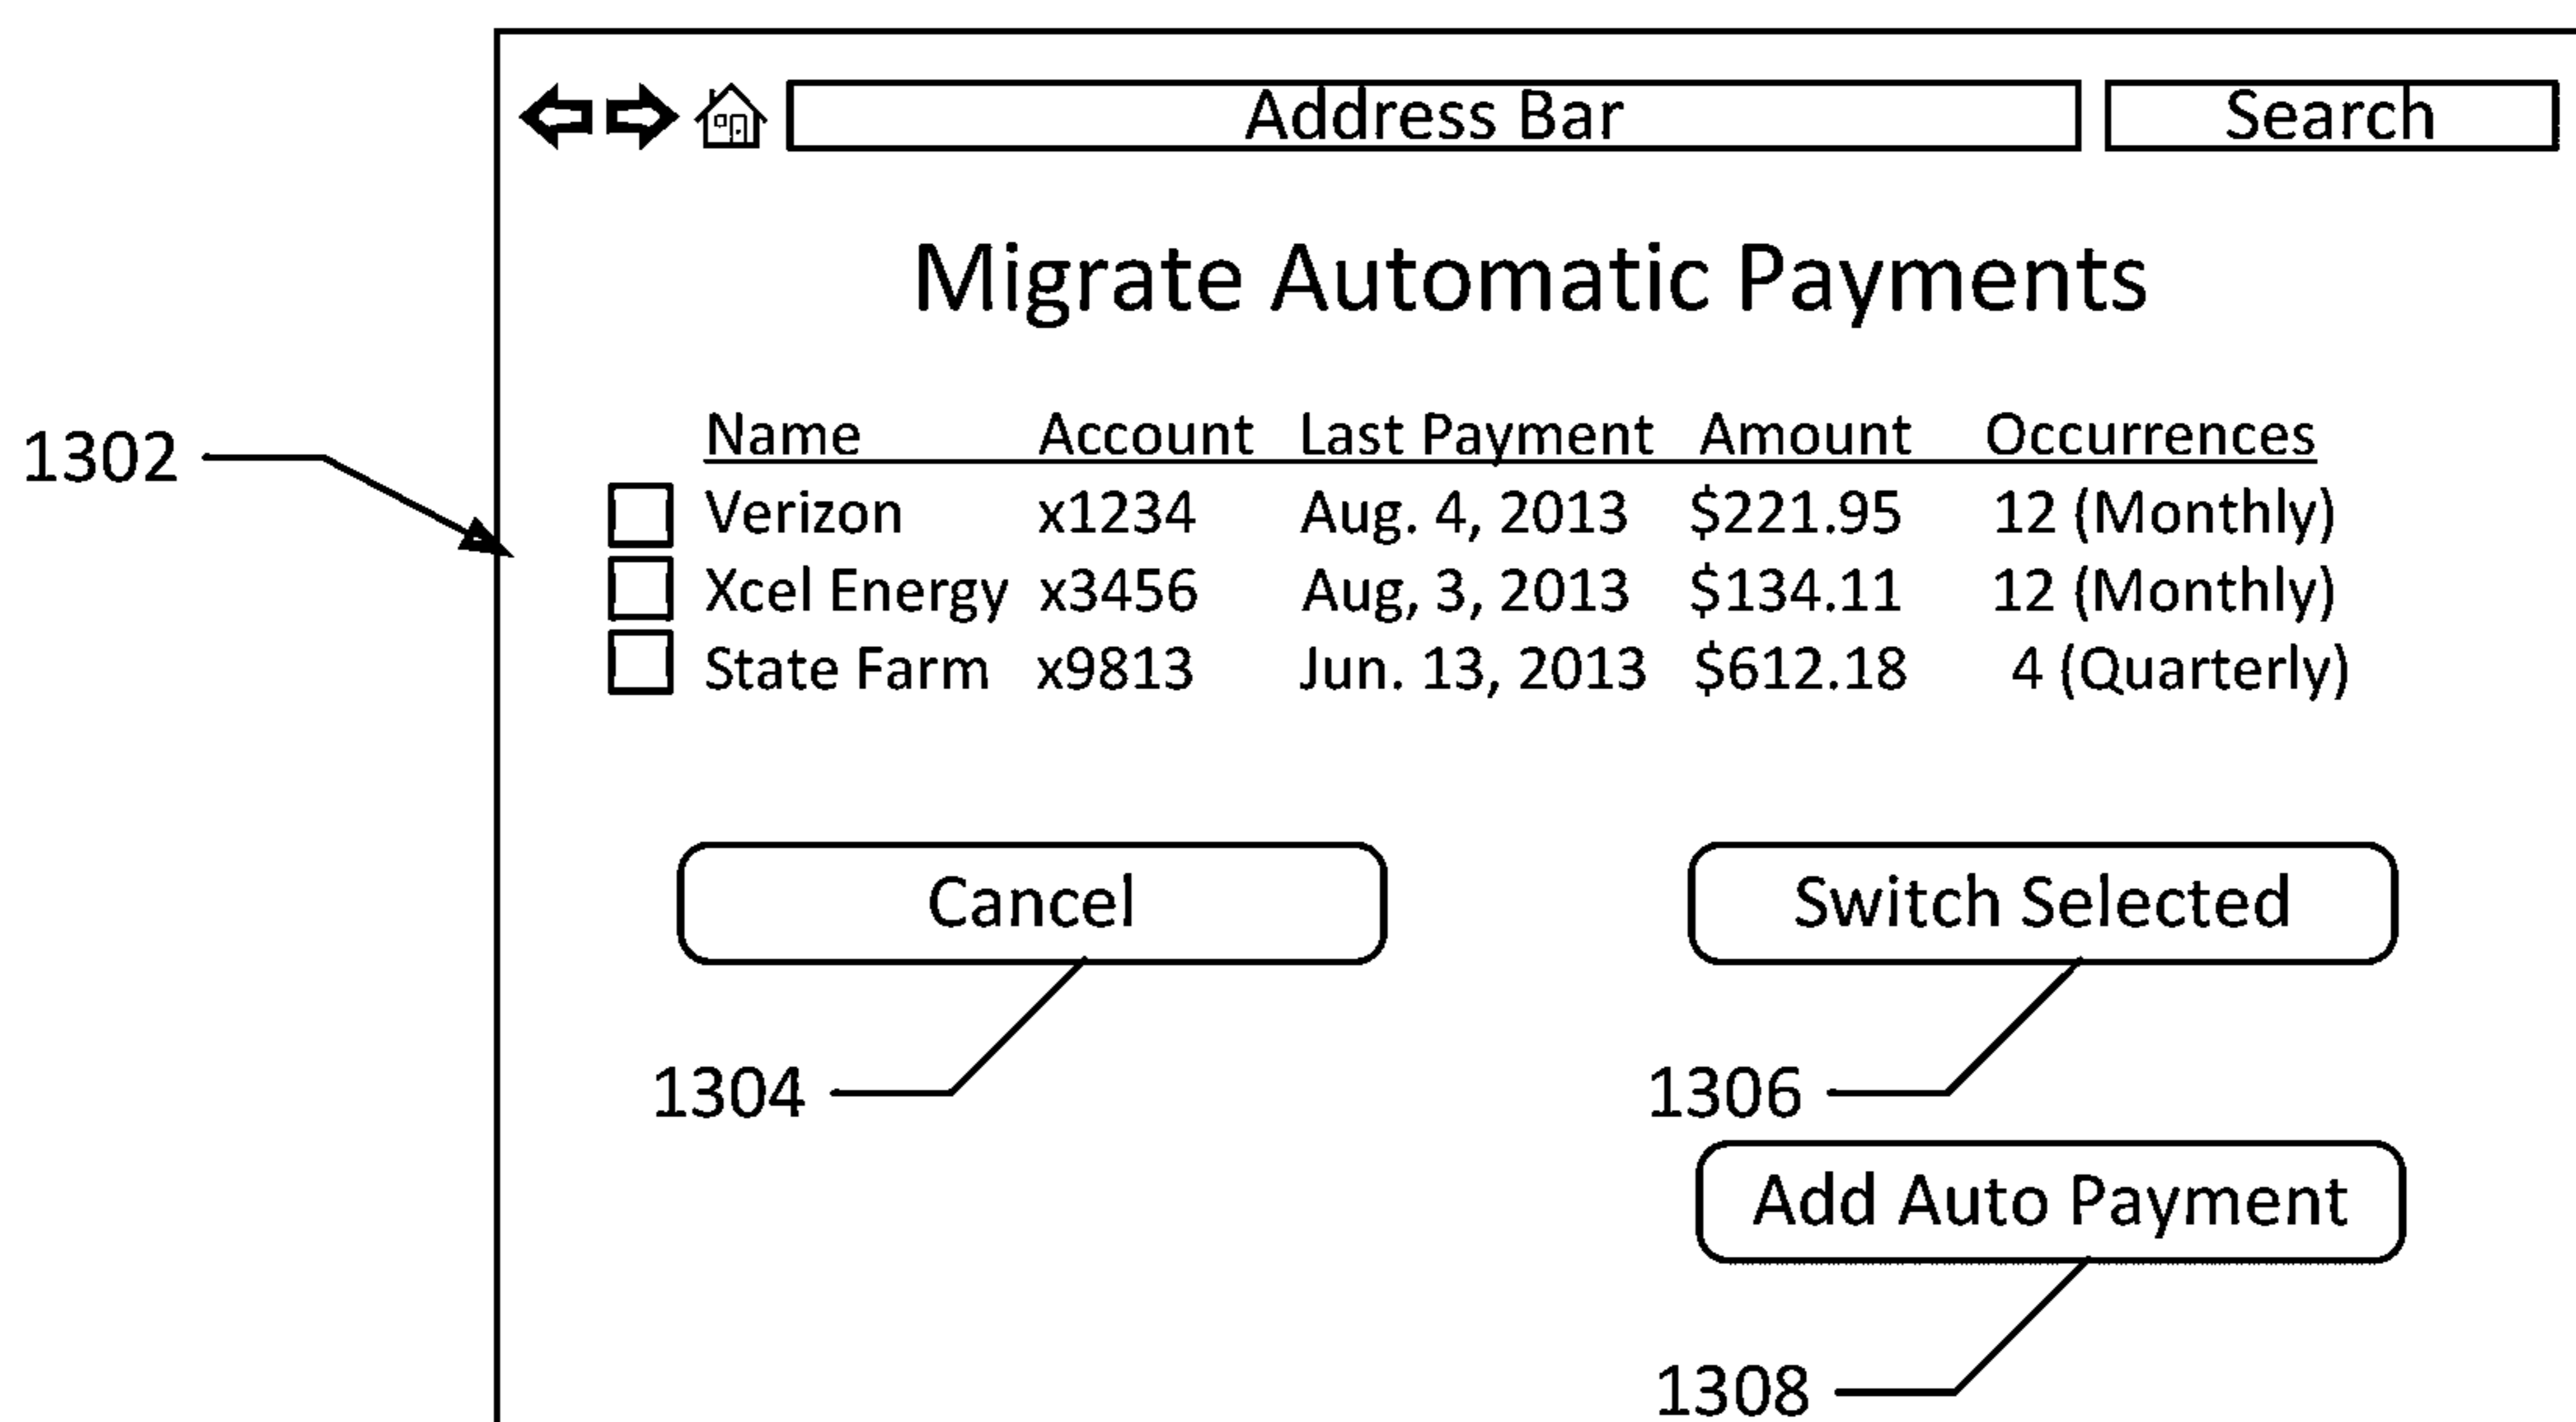 Address Bar Search
Migrate Automatic Payments
Name Account Last Payment Amount Occurrences
1302
Verizon x1234 Aug. 4, 2013 $221.95 12 (Monthly)
Xcel Energy x3456 Aug, 3, 2013 $134.11 12 (Monthly)
State Farm x9813 Jun. 13, 2013 $612.18 4 (Quarterly)
Cancel Switch Selected
1304 1306
Add Auto Payment
1308